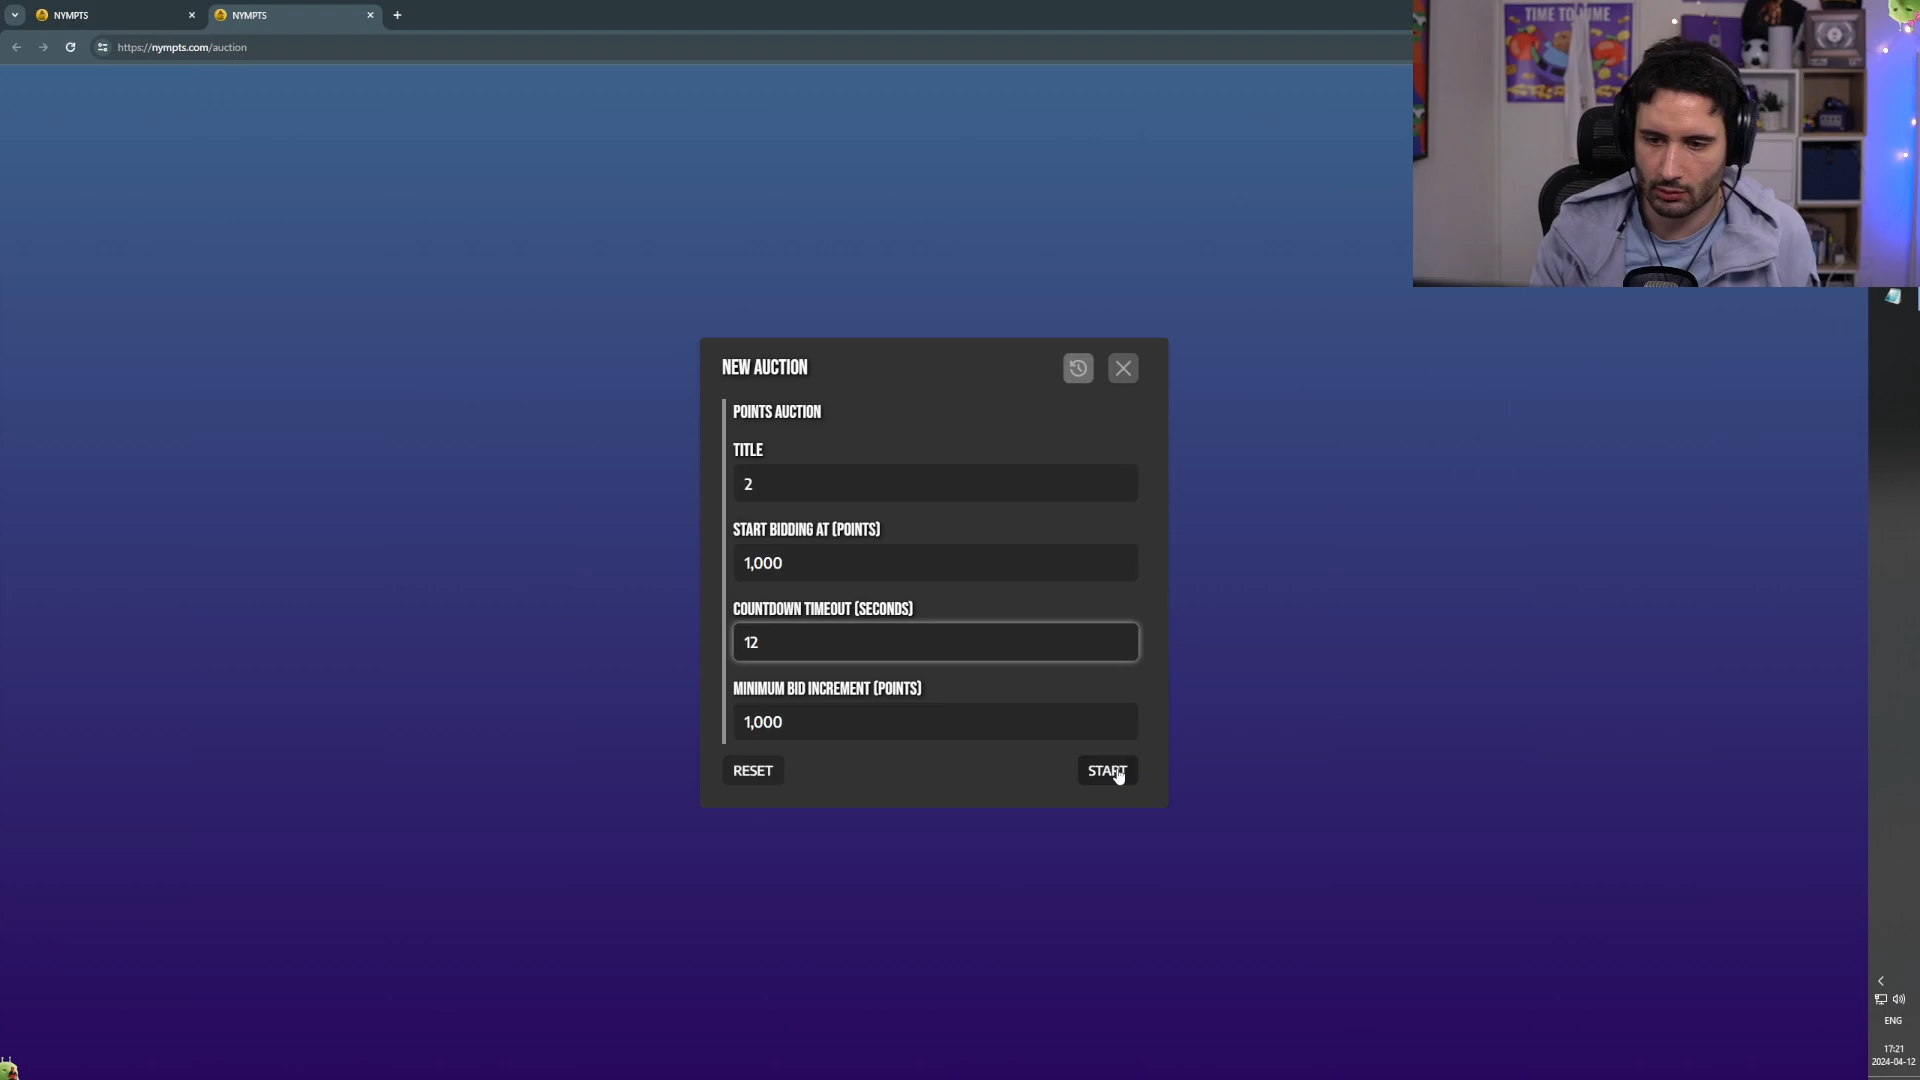 NYMPTS
NYMPTS
https://nympts.com/auction
TIME TO MIME
NEW AUCTION
POINTS AUCTION
TITLE
2
START BIDDING AT (POINTS)
1,000
COUNTDOWN TIMEOUT (SECONDS)
12
MINIMUM BID INCREMENT (POINTS)
1,000
RESET
START
ENG
17:21
2024-04-12